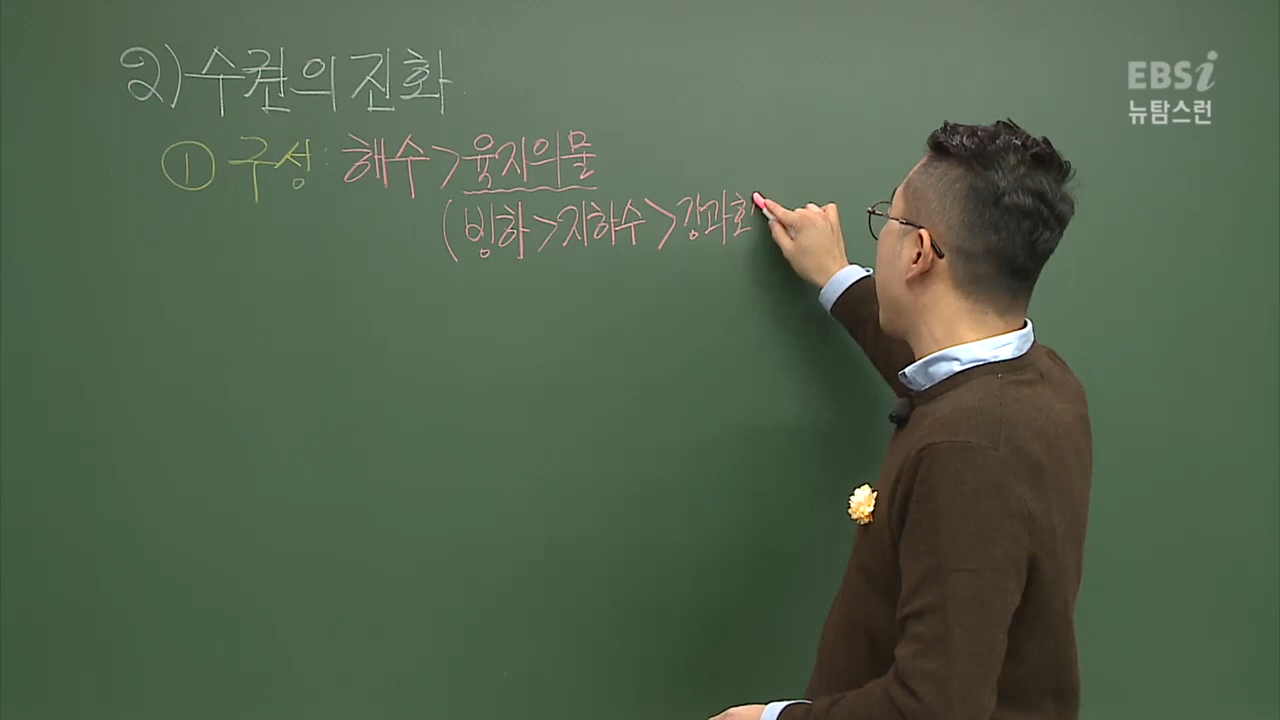 2) 수권의 진화
① 구성: 해수 > 육지의 물
(빙하 > 지하수 > 강과 호
EBSi
뉴탐스런